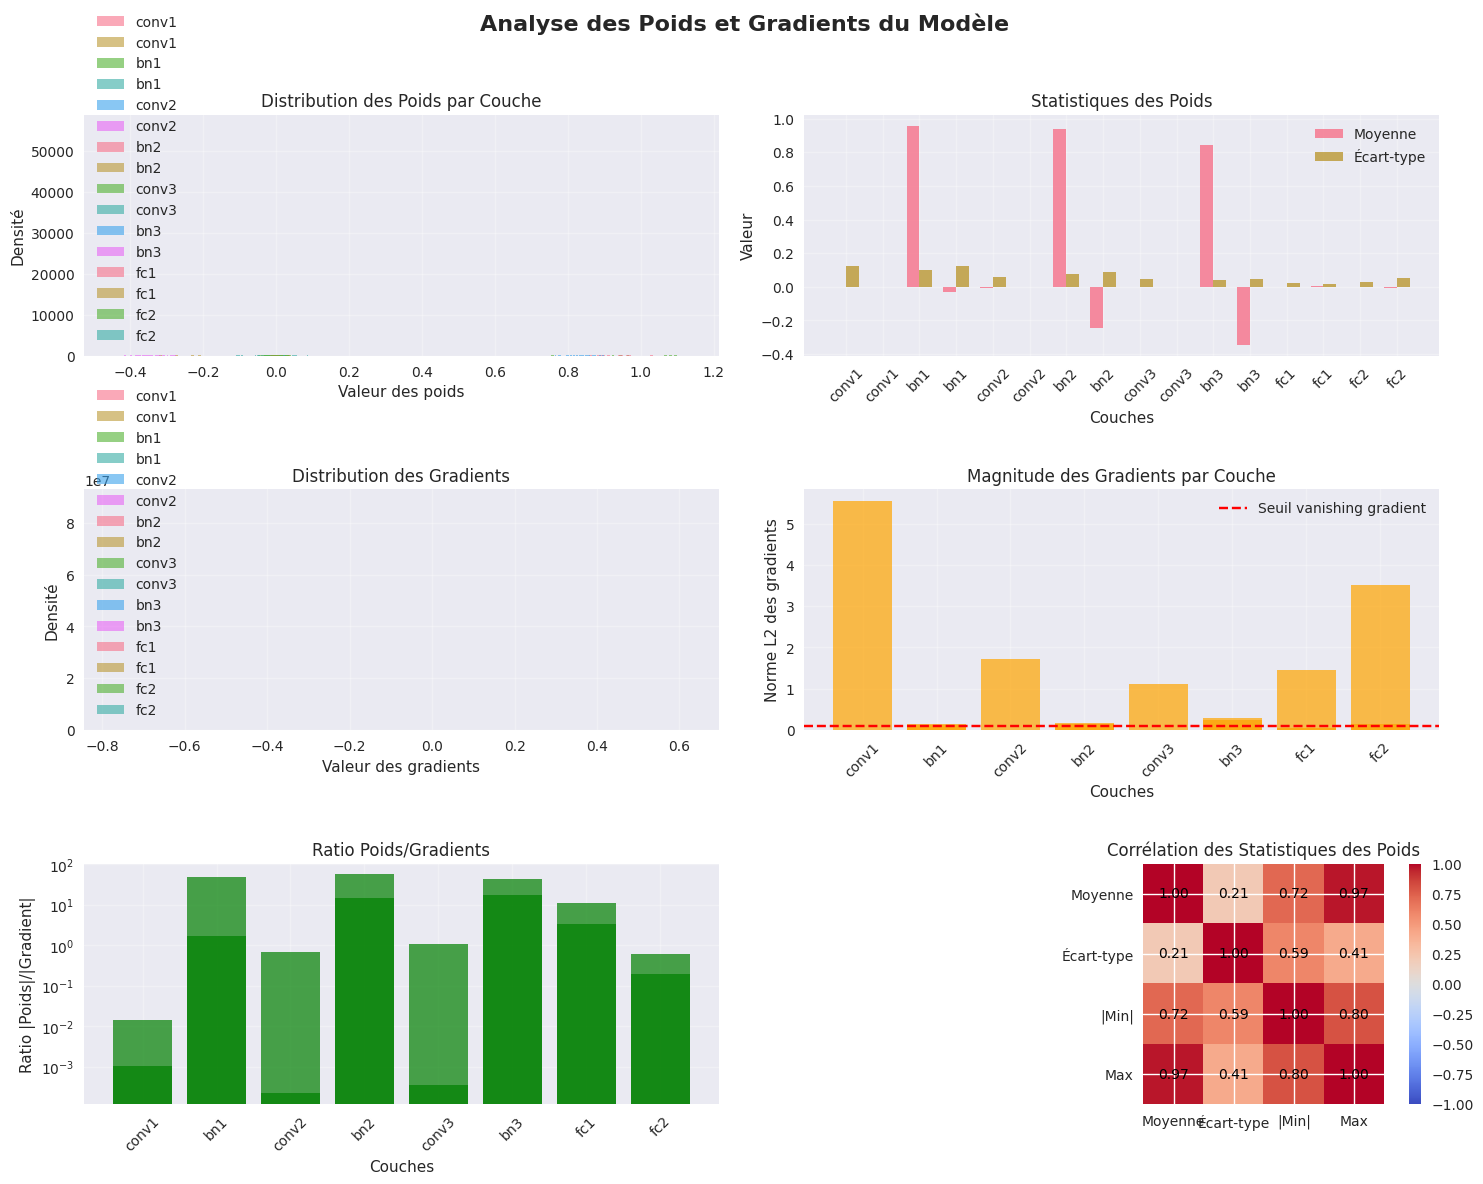 Analyse des Poids et Gradients du Modèle
conv1
conv1
bn1
bn1
conv2
conv2
bn2
bn2
conv3
conv3
bn3
bn3
fc1
fc1
fc2
fc2
Distribution des Poids par Couche
Densité
50000
40000
30000
20000
10000
0
−0.4 −0.2 0.0 0.2 0.4 0.6 0.8 1.0 1.2
Valeur des poids
Statistiques des Poids
Moyenne
Écart-type
Valeur
1.0
0.8
0.6
0.4
0.2
0.0
−0.2
−0.4
conv1 conv1 bn1 bn1 conv2 conv2 bn2 bn2 conv3 conv3 bn3 bn3 fc1 fc1 fc2 fc2
Couches
conv1
conv1
bn1
bn1
conv2
conv2
bn2
bn2
conv3
conv3
bn3
bn3
fc1
fc1
fc2
fc2
Distribution des Gradients
1e7
Densité
8
6
4
2
0
−0.8 −0.6 −0.4 −0.2 0.0 0.2 0.4 0.6
Valeur des gradients
Magnitude des Gradients par Couche
Seuil vanishing gradient
Norme L2 des gradients
5
4
3
2
1
0
conv1 bn1 conv2 bn2 conv3 bn3 fc1 fc2
Couches
Ratio Poids/Gradients
Ratio |Poids|/|Gradient|
10²
10¹
10⁰
10⁻¹
10⁻²
10⁻³
conv1 bn1 conv2 bn2 conv3 bn3 fc1 fc2
Couches
Corrélation des Statistiques des Poids
Moyenne 1.00 0.21 0.72 0.97
Écart-type 0.21 1.00 0.59 0.41
|Min| 0.72 0.59 1.00 0.80
Max 0.97 0.41 0.80 1.00
Moyenne Écart-type |Min| Max
1.00
0.75
0.50
0.25
0.00
−0.25
−0.50
−0.75
−1.00